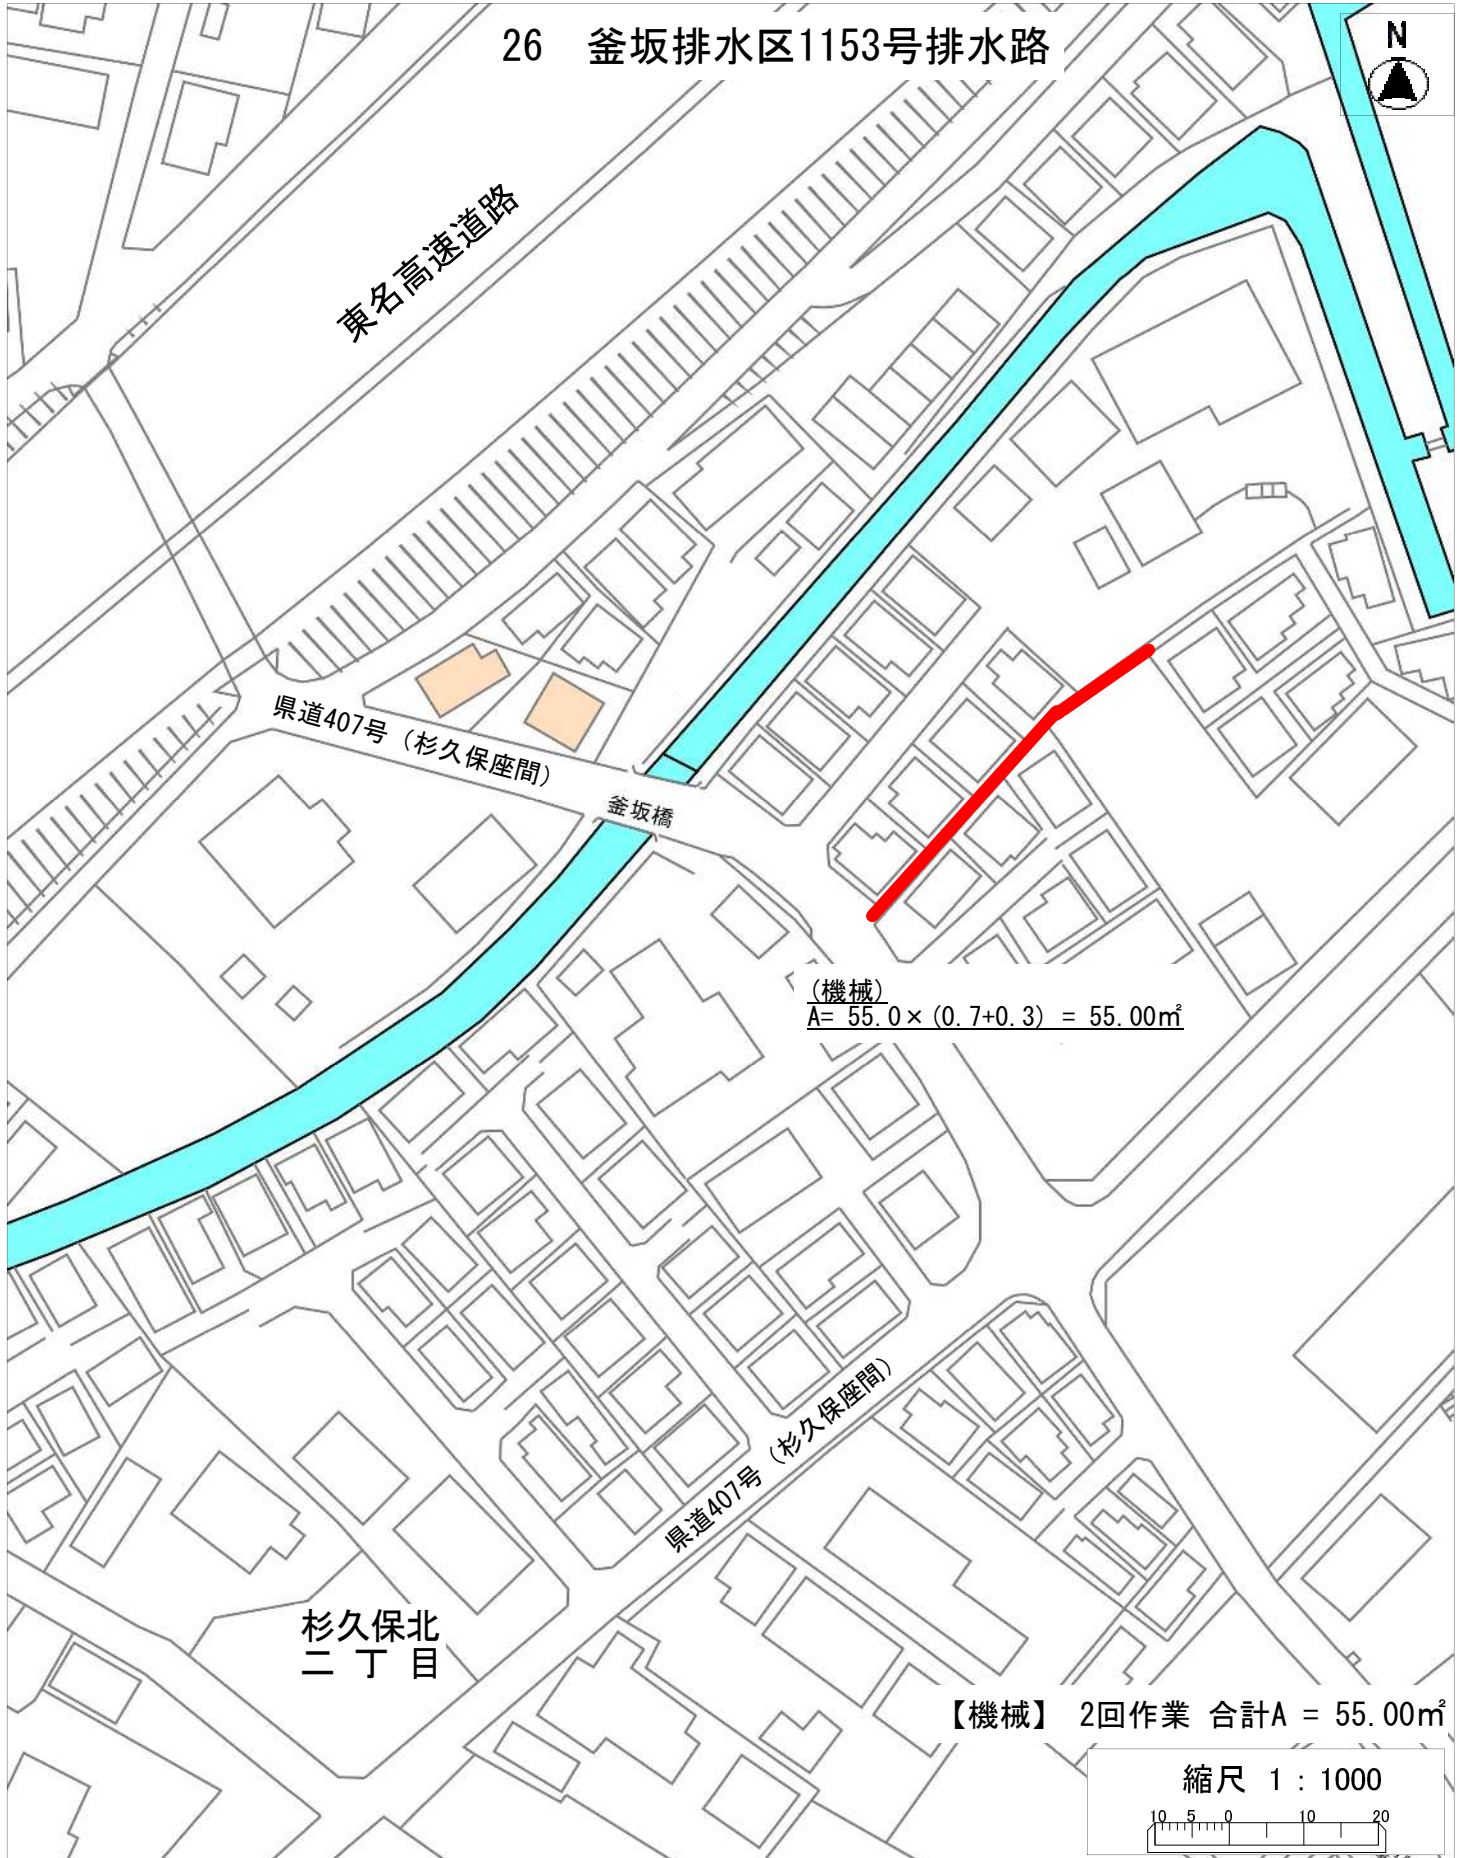 26　釜坂排水区1153号排水路
N
東名高速道路
県道407号（杉久保座間）
釜坂橋
(機械)
A= 55.0×(0.7+0.3) = 55.00㎡
県道407号（杉久保座間）
杉久保北
二丁目
【機械】 2回作業 合計A = 55.00㎡
縮尺 1：1000
10 5 0 10 20